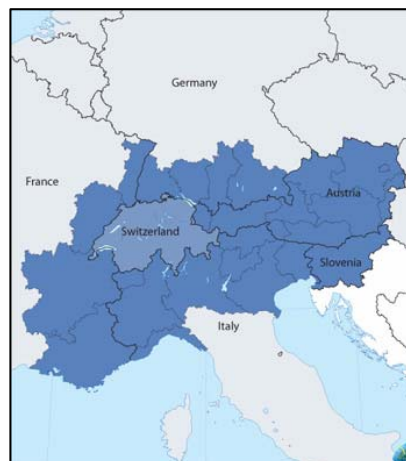 Germany
France
Austria
Switzerland
Slovenia
Italy